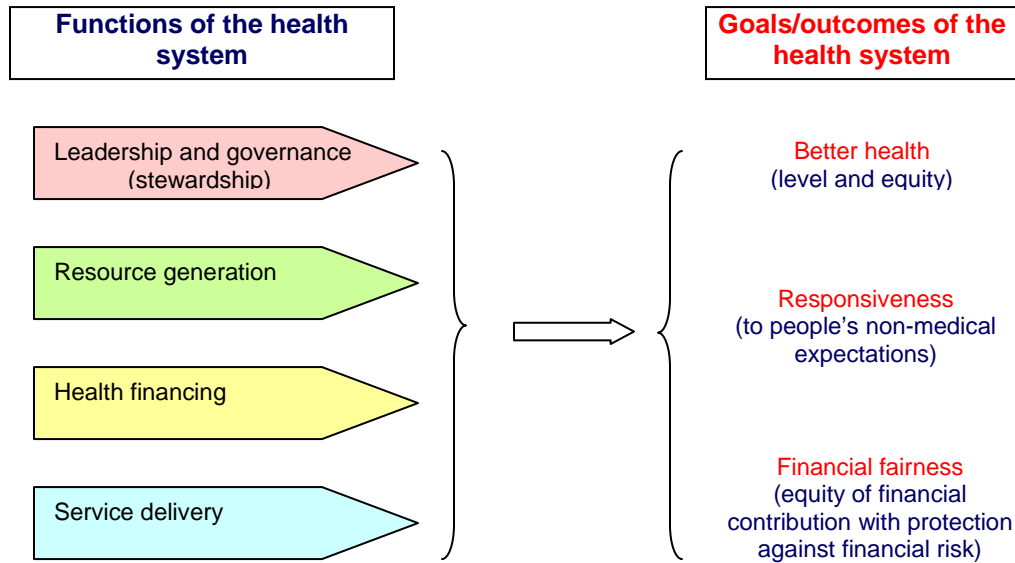 Functions of the health
system
Goals/outcomes of the
health system
Leadership and governance
(stewardship)
Resource generation
Health financing
Service delivery
Better health
(level and equity)
Responsiveness
(to people’s non-medical
expectations)
Financial fairness
(equity of financial
contribution with protection
against financial risk)